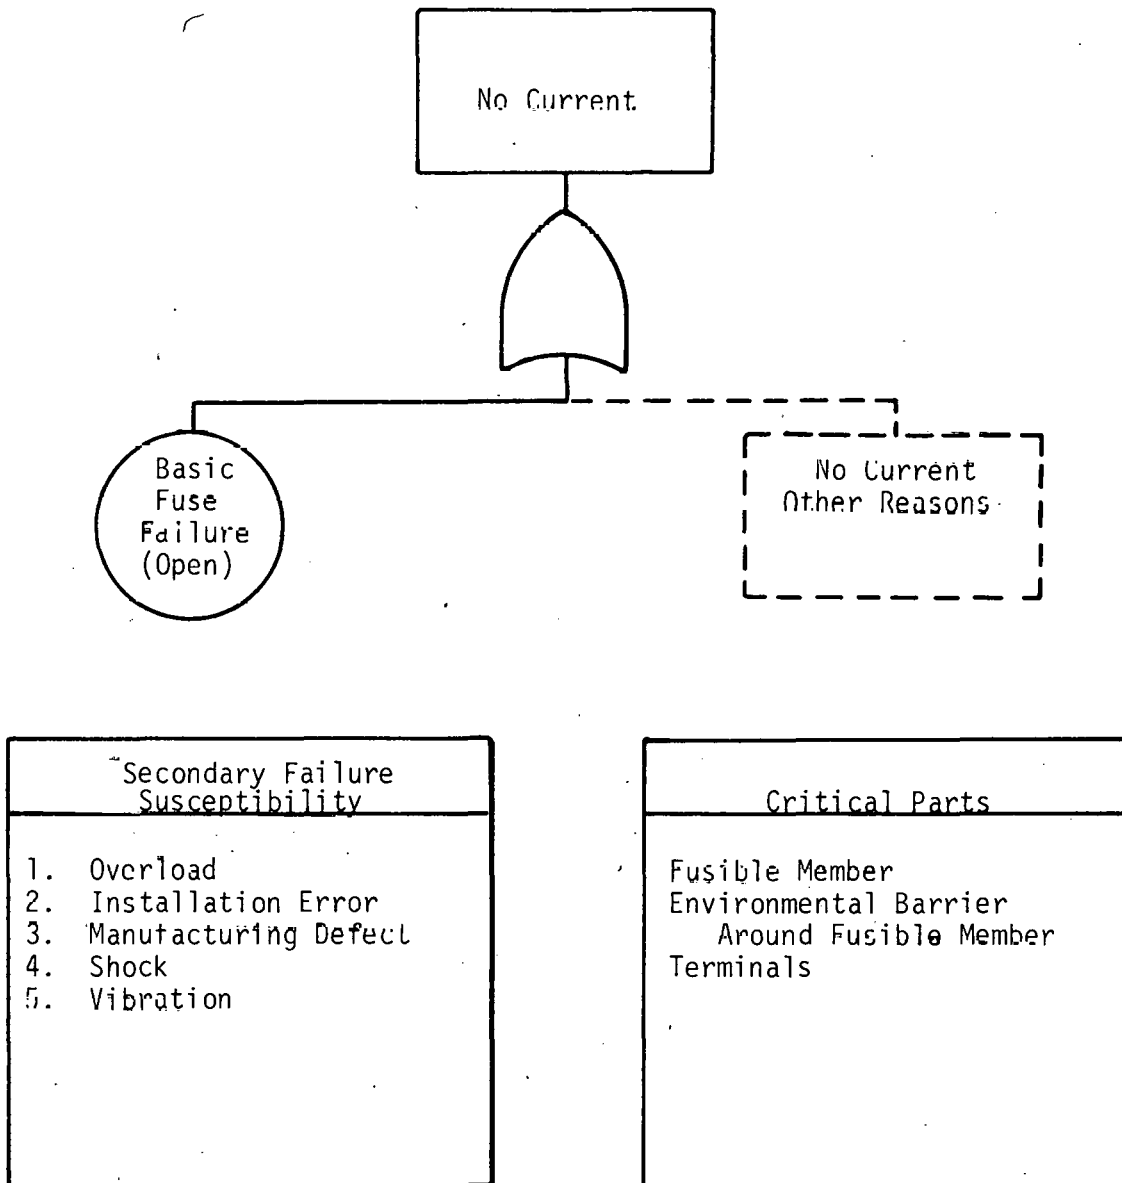 No Current
Basic
Fuse
Failure
(Open)
No Current
Other Reasons
Secondary Failure
Susceptibility
1. Overload
2. Installation Error
3. Manufacturing Defect
4. Shock
5. Vibration
Critical Parts
Fusible Member
Environmental Barrier
Around Fusible Member
Terminals